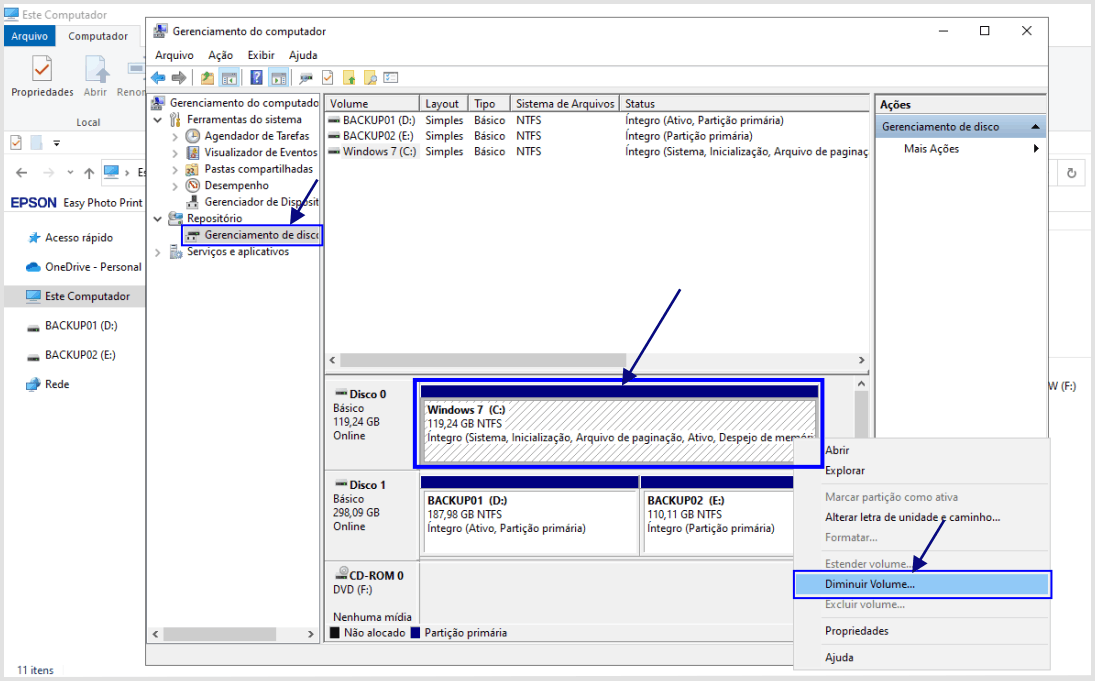 Este Computador
Arquivo
Computador
Propriedades
Abrir
Renom
Local
EPSON Easy Photo Print
Acesso rápido
OneDrive - Personal
Este Computador
BACKUP01 (D:)
BACKUP02 (E:)
Rede
11 itens
W (F:)
Gerenciamento do computador
Arquivo Ação Exibir Ajuda
Gerenciamento do computado
Ferramentas do sistema
Agendador de Tarefas
Visualizador de Eventos
Pastas compartilhadas
Desempenho
Gerenciador de Disposit
Repositório
Gerenciamento de disco
Serviços e aplicativos
Volume Layout Tipo Sistema de Arquivos Status
BACKUP01 (D:) Simples Básico NTFS Íntegro (Ativo, Partição primária)
BACKUP02 (E:) Simples Básico NTFS Íntegro (Partição primária)
Windows 7 (C:) Simples Básico NTFS Íntegro (Sistema, Inicialização, Arquivo de paginaç
Ações
Gerenciamento de disco
Mais Ações
Disco 0
Básico
119,24 GB
Online
Windows 7 (C:)
119,24 GB NTFS
Íntegro (Sistema, Inicialização, Arquivo de paginação, Ativo, Despejo de memóri
Disco 1
Básico
298,09 GB
Online
BACKUP01 (D:)
187,98 GB NTFS
Íntegro (Ativo, Partição primária)
BACKUP02 (E:)
110,11 GB NTFS
Íntegro (Partição primária)
CD-ROM 0
DVD (F:)
Nenhuma mídia
Não alocado Partição primária
Abrir
Explorar
Marcar partição como ativa
Alterar letra de unidade e caminho...
Formatar...
Estender volume...
Diminuir Volume...
Excluir volume...
Propriedades
Ajuda